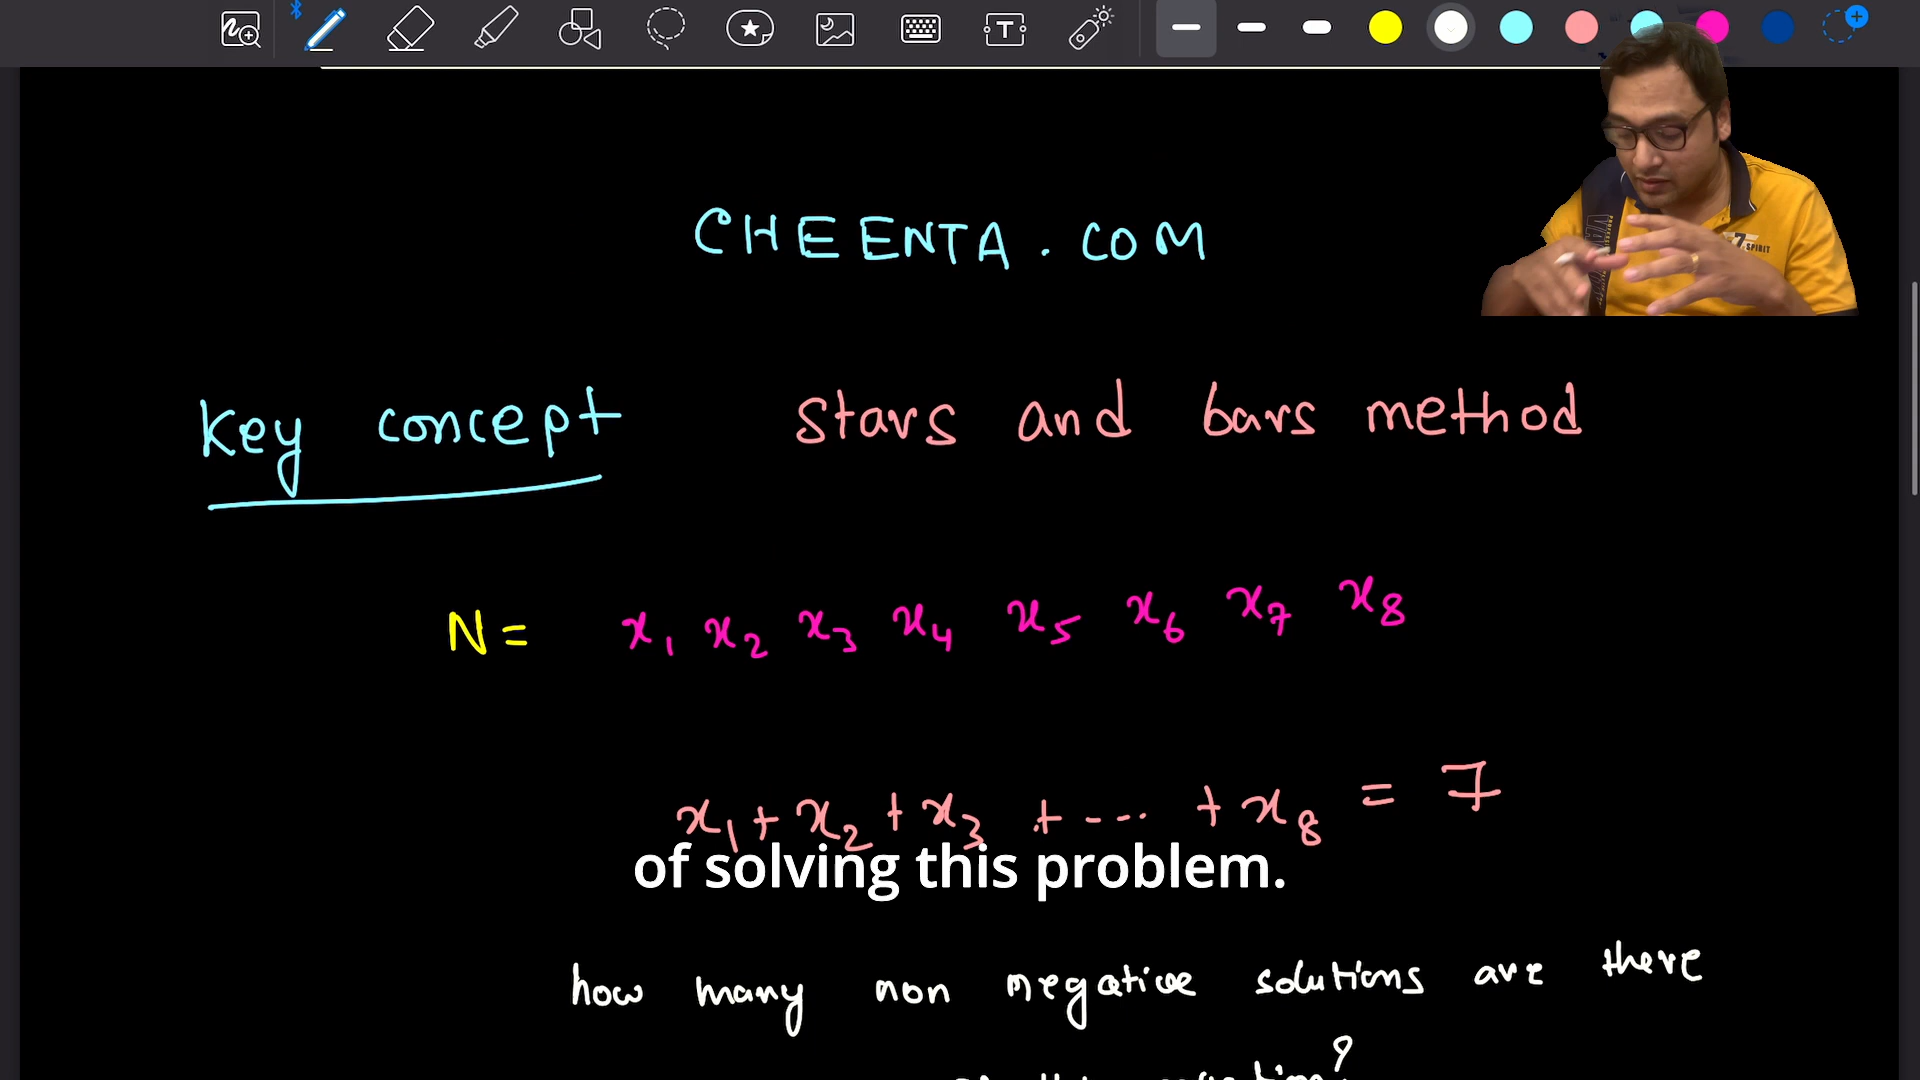 CHEENTA.COM
Key concept stars and bars method
N = x₁ x₂ x₃ x₄ x₅ x₆ x₇ x₈
x₁ + x₂ + x₃ + --- + x₈ = 7
of solving this problem.
how many non negative solutions are there
?
SPIRIT